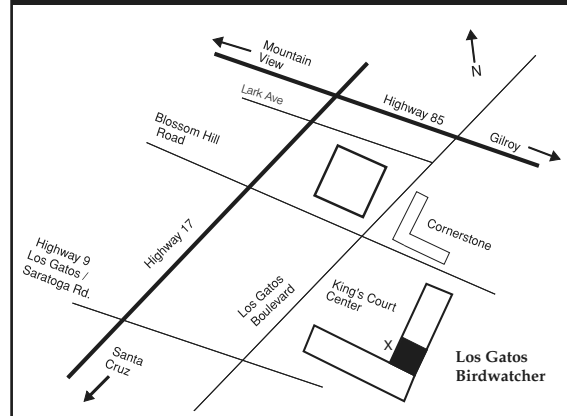 Mountain
View
N
Lark Ave
Highway 85
Blossom Hill
Road
Gilroy
Cornerstone
Highway 17
Highway 9
Los Gatos /
Saratoga Rd.
Los Gatos
Boulevard
King's Court
Center
X
Los Gatos
Birdwatcher
Santa
Cruz